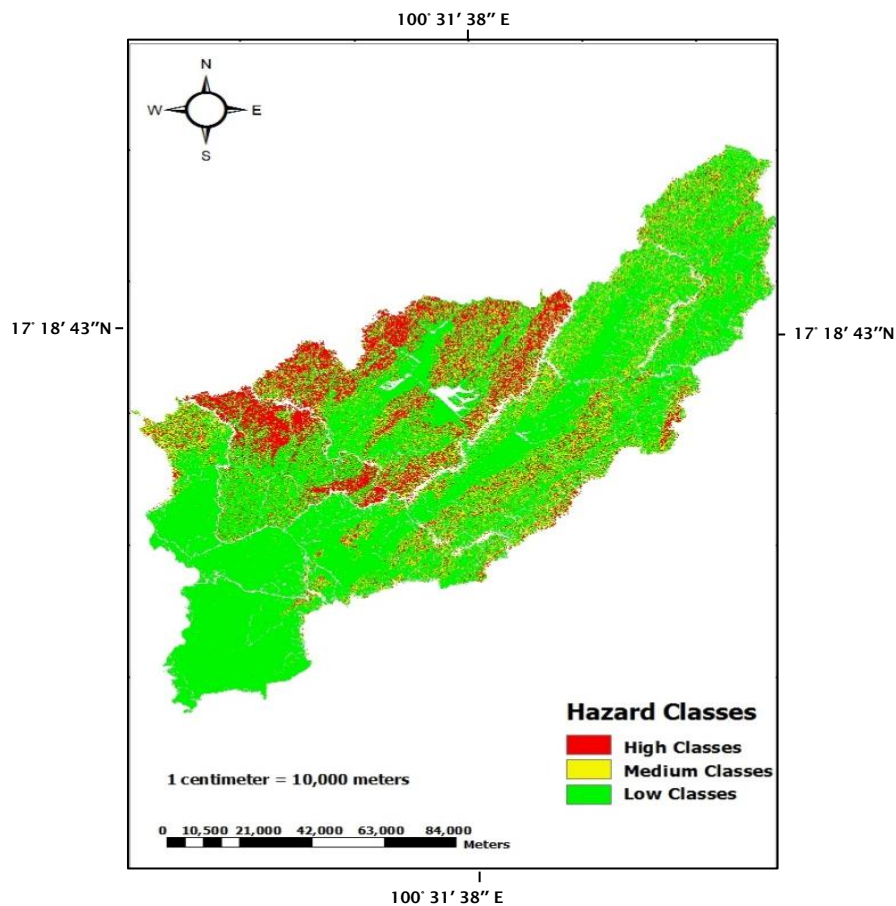 100° 31' 38" E
N
W E
S
17° 18' 43"N
17° 18' 43"N
Hazard Classes
High Classes
Medium Classes
Low Classes
1 centimeter = 10,000 meters
0 10,500 21,000 42,000 63,000 84,000
Meters
100° 31' 38" E